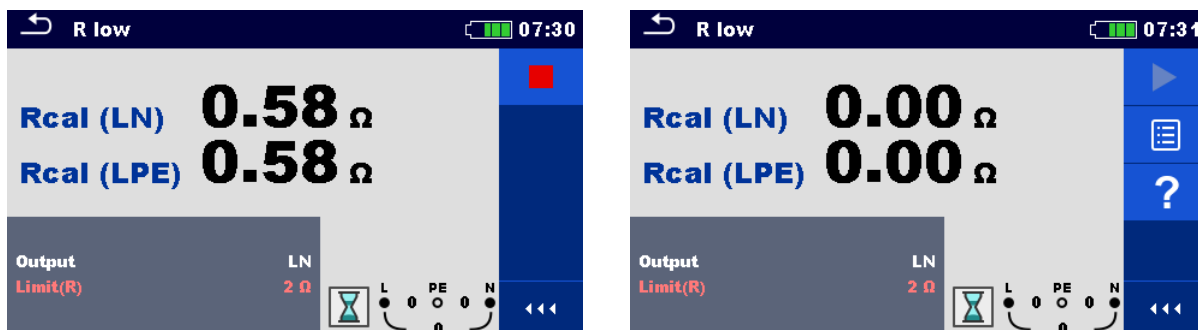 R low 07:30
Rcal (LN) 0.58 Ω
Rcal (LPE) 0.58 Ω
Output LN
Limit(R) 2 Ω
L PE N
0 0
0
R low 07:31
Rcal (LN) 0.00 Ω
Rcal (LPE) 0.00 Ω
?
Output LN
Limit(R) 2 Ω
L PE N
0 0
0